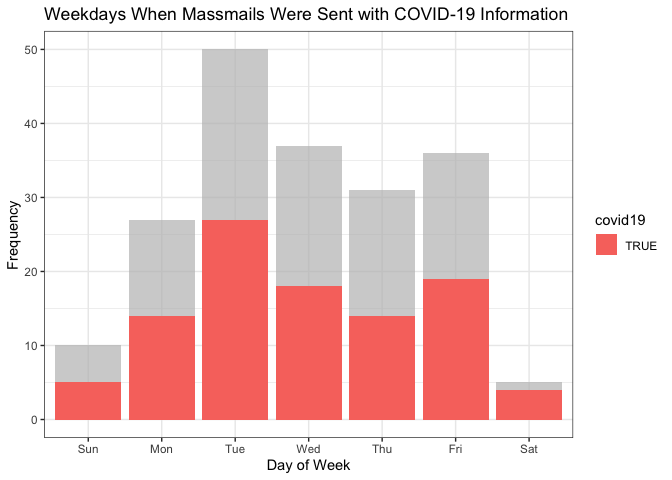 Weekdays When Massmails Were Sent with COVID-19 Information
50
40
30
20
10
0
Frequency
Sun Mon Tue Wed Thu Fri Sat
Day of Week
covid19
TRUE